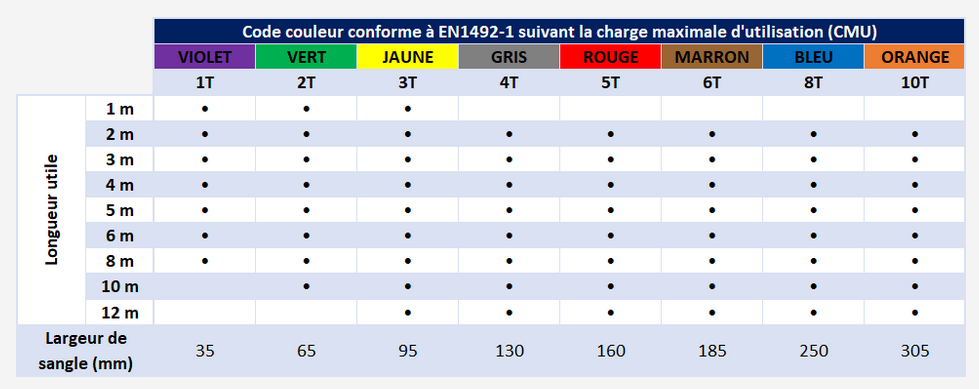 Code couleur conforme à EN1492-1 suivant la charge maximale d'utilisation (CMU)
VIOLET VERT JAUNE GRIS ROUGE MARRON BLEU ORANGE
1T 2T 3T 4T 5T 6T 8T 10T
Longueur utile
1 m • • •
2 m • • • • • • • •
3 m • • • • • • • •
4 m • • • • • • • •
5 m • • • • • • • •
6 m • • • • • • • •
8 m • • • • • • • •
10 m • • • • • • •
12 m • • • • • •
Largeur de
sangle (mm) 35 65 95 130 160 185 250 305